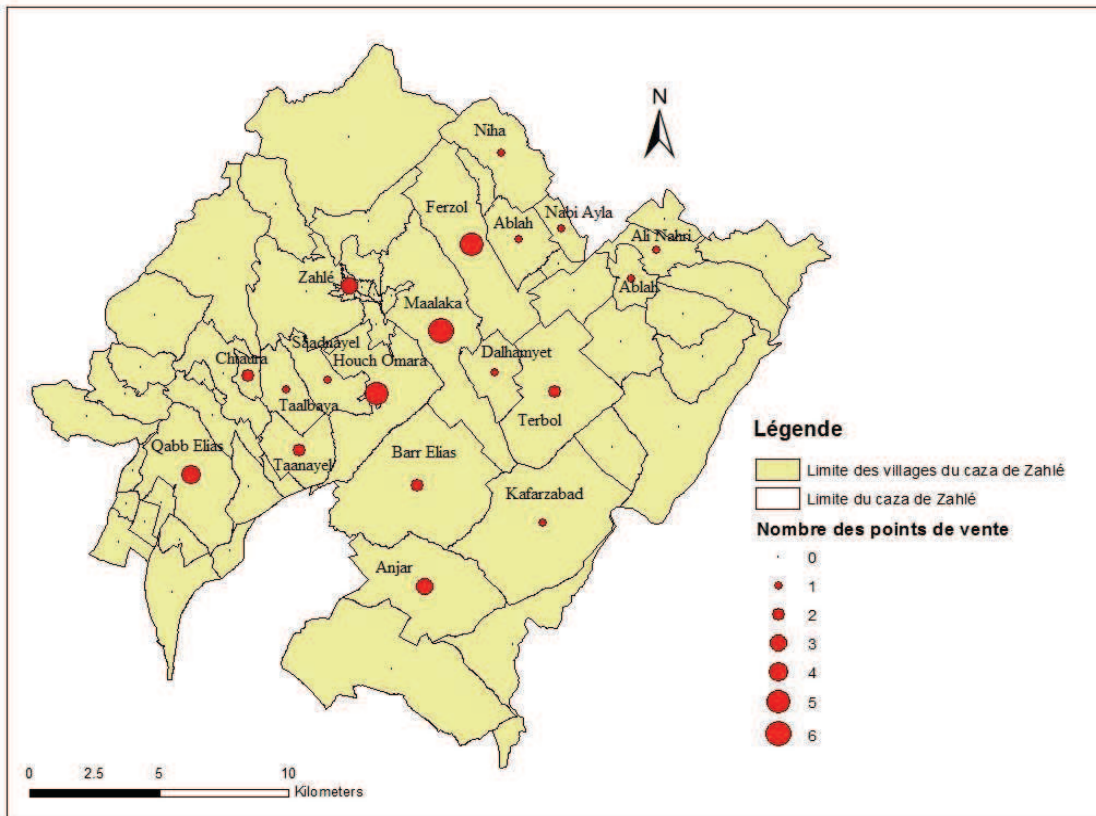 N
Niha
Ferzol
Ablah
Nabi Ayla
Ali Nahri
Zahlé
Ablah
Maalaka
Saadnayel
Chtaura
Houch Omara
Dalhamyet
Taalbaya
Terbol
Qabb Elias
Taanayel
Barr Elias
Kafarzabad
Anjar
Légende
Limite des villages du caza de Zahlé
Limite du caza de Zahlé
Nombre des points de vente
0
1
2
3
4
5
6
0 2.5 5 10
Kilometers